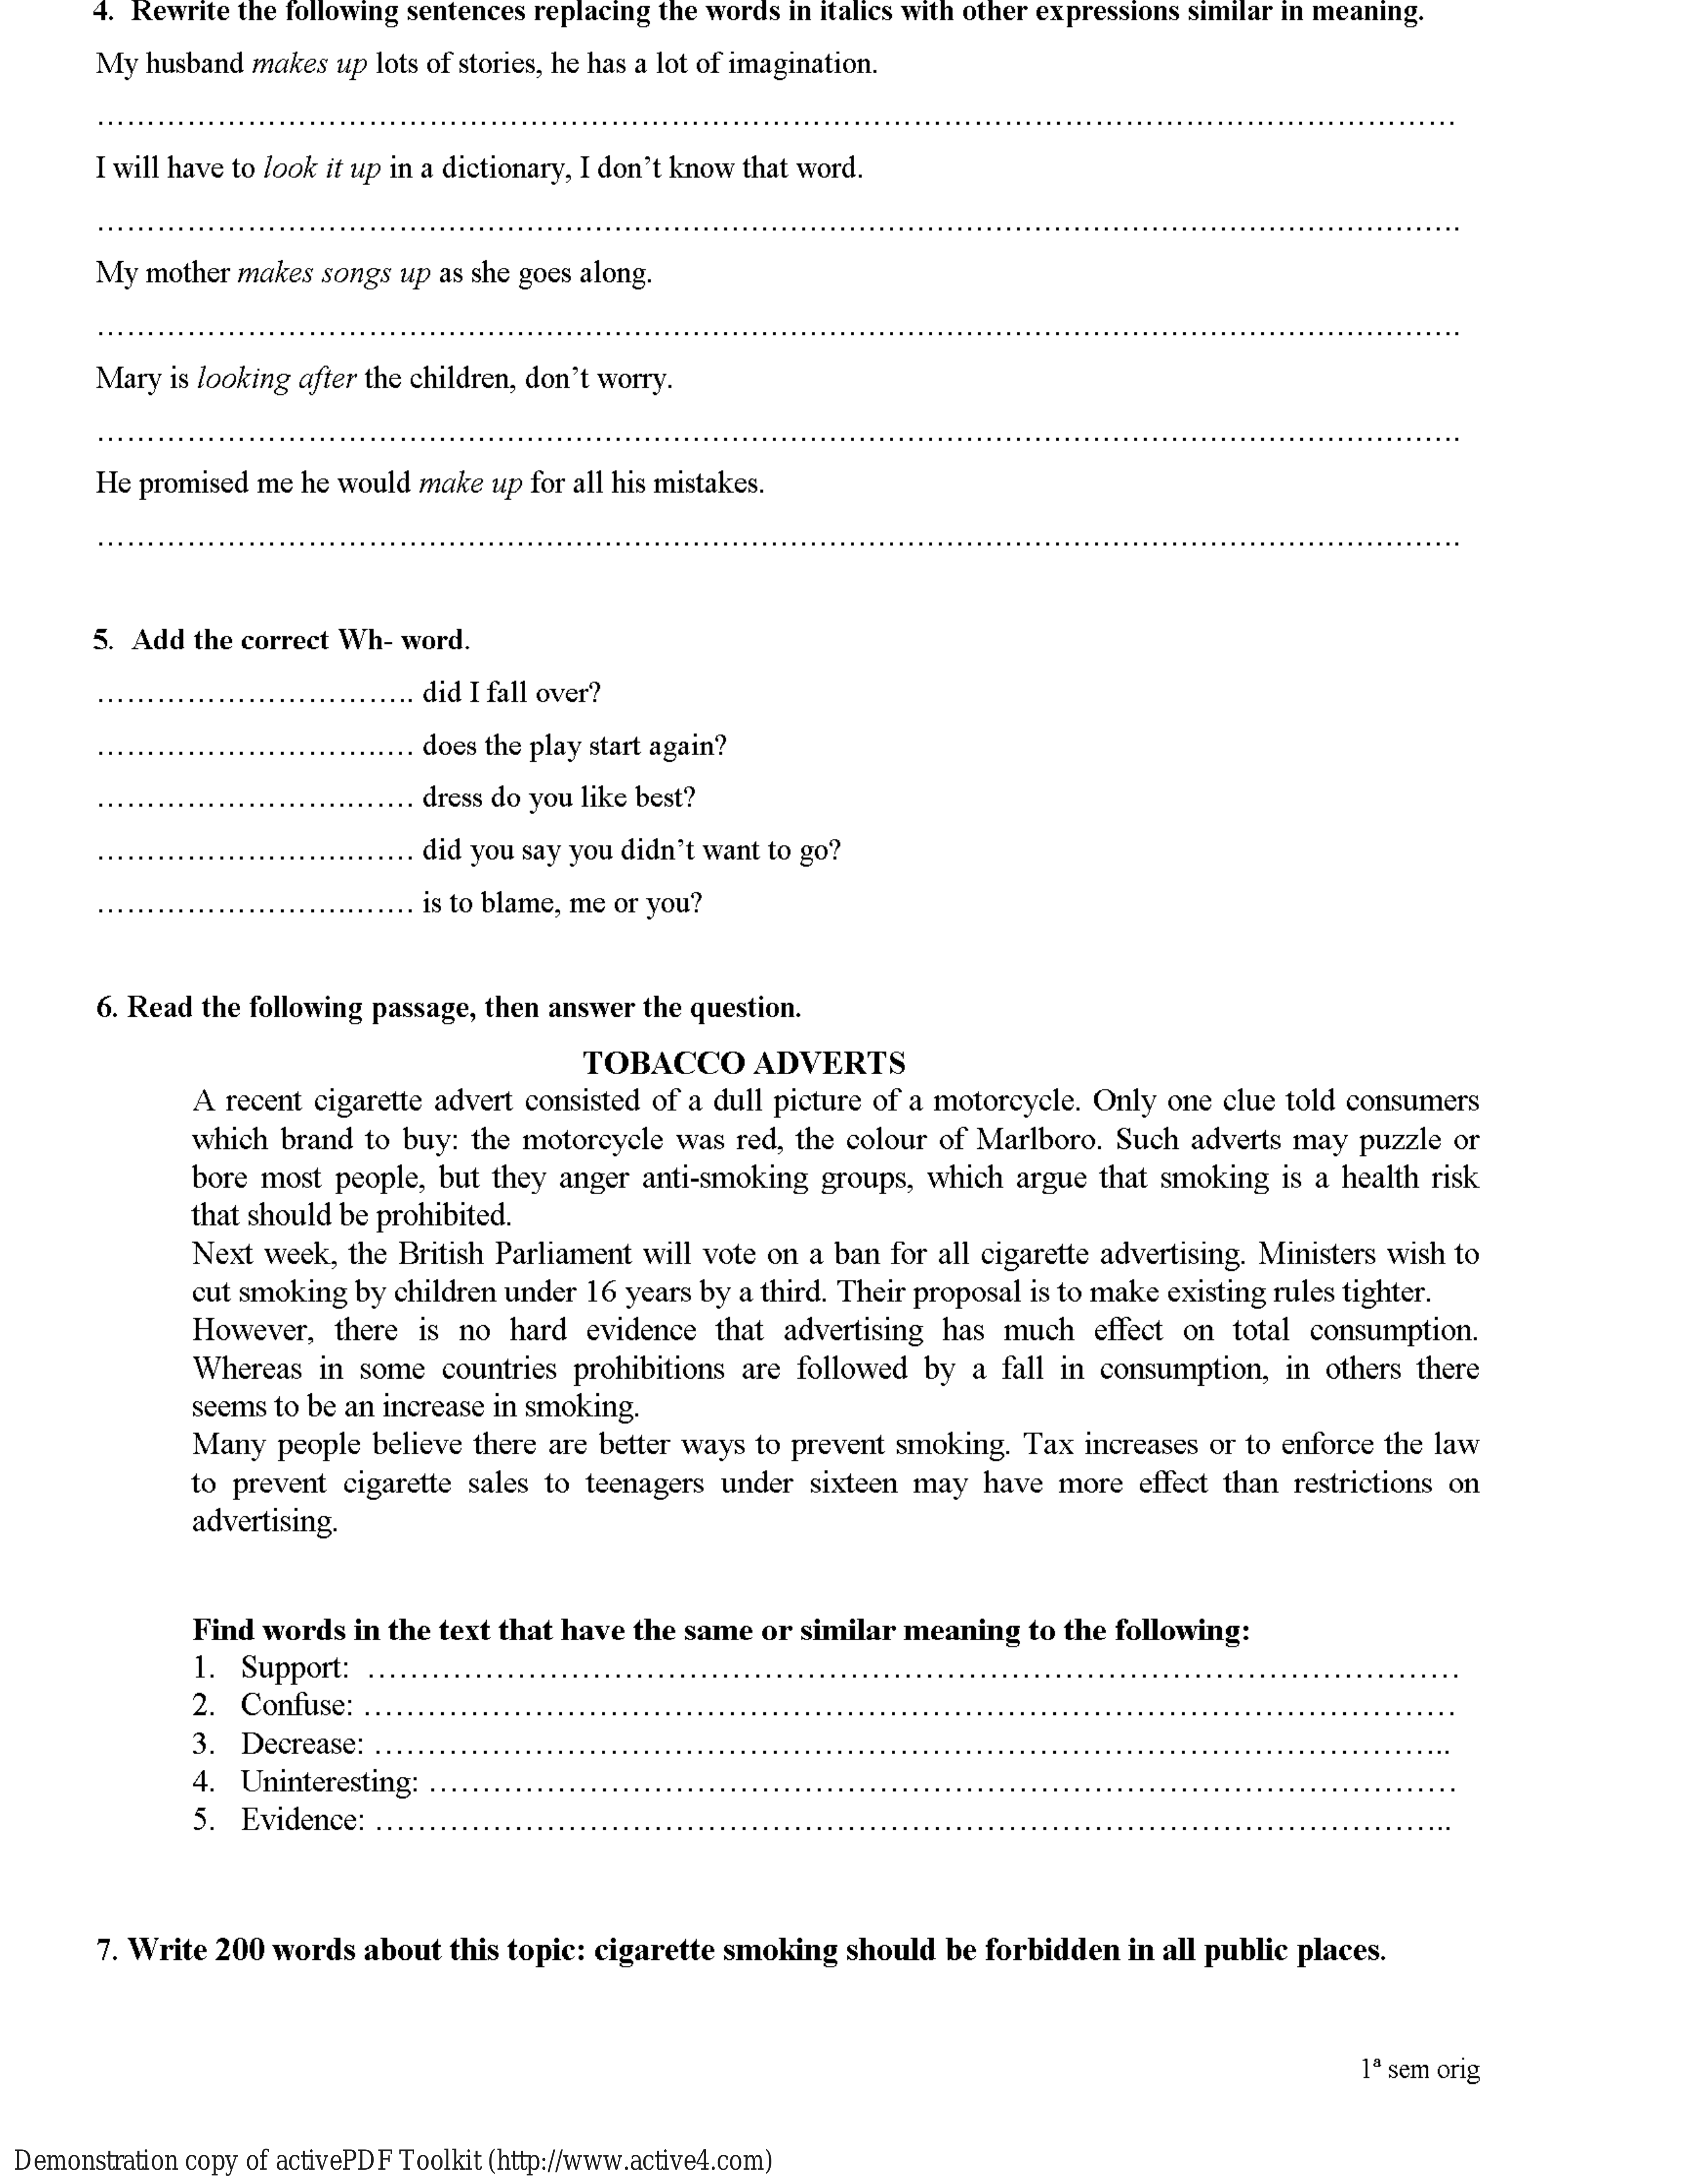 4. Rewrite the following sentences replacing the words in italics with other expressions similar in meaning.
My husband makes up lots of stories, he has a lot of imagination.
……………………………………………………………………………………………………………………
I will have to look it up in a dictionary, I don’t know that word.
…………………………………………………………………………………………………………………….
My mother makes songs up as she goes along.
…………………………………………………………………………………………………………………….
Mary is looking after the children, don’t worry.
…………………………………………………………………………………………………………………….
He promised me he would make up for all his mistakes.
…………………………………………………………………………………………………………………….
5. Add the correct Wh- word.
…………………………. did I fall over?
………………………….. does the play start again?
………………………….. dress do you like best?
………………………….. did you say you didn’t want to go?
………………………….. is to blame, me or you?
6. Read the following passage, then answer the question.
TOBACCO ADVERTS
A recent cigarette advert consisted of a dull picture of a motorcycle. Only one clue told consumers
which brand to buy: the motorcycle was red, the colour of Marlboro. Such adverts may puzzle or
bore most people, but they anger anti-smoking groups, which argue that smoking is a health risk
that should be prohibited.
Next week, the British Parliament will vote on a ban for all cigarette advertising. Ministers wish to
cut smoking by children under 16 years by a third. Their proposal is to make existing rules tighter.
However, there is no hard evidence that advertising has much effect on total consumption.
Whereas in some countries prohibitions are followed by a fall in consumption, in others there
seems to be an increase in smoking.
Many people believe there are better ways to prevent smoking. Tax increases or to enforce the law
to prevent cigarette sales to teenagers under sixteen may have more effect than restrictions on
advertising.
Find words in the text that have the same or similar meaning to the following:
1. Support: ……………………………………………………………………………………………
2. Confuse: ……………………………………………………………………………………………
3. Decrease: …………………………………………………………………………………………..
4. Uninteresting: ………………………………………………………………………………………
5. Evidence: …………………………………………………………………………………………..
7. Write 200 words about this topic: cigarette smoking should be forbidden in all public places.
1ª sem orig
Demonstration copy of activePDF Toolkit (http://www.active4.com)